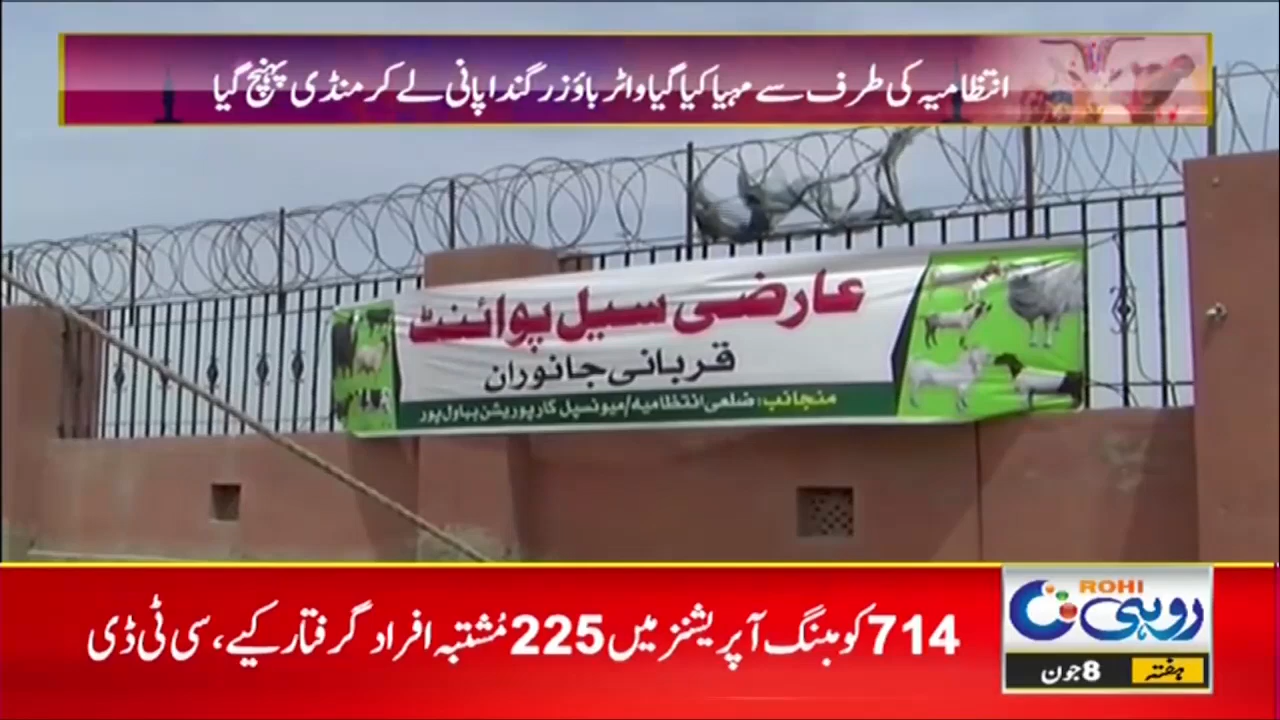 انتظامیہ کی طرف سے مہیا کیا گیا واٹر باؤزر گندا پانی لے کر منڈی پہنچ گیا
عارضی سیل پوائنٹ
قربانی جانوران
منجانب: ضلعی انتظامیہ/میونسپل کارپوریشن بہاول پور
714 کومبنگ آپریشنز میں 225 مُشتبہ افراد گرفتار کیے، سی ٹی ڈی
ROHI
روہی
ہفتہ 8 جون